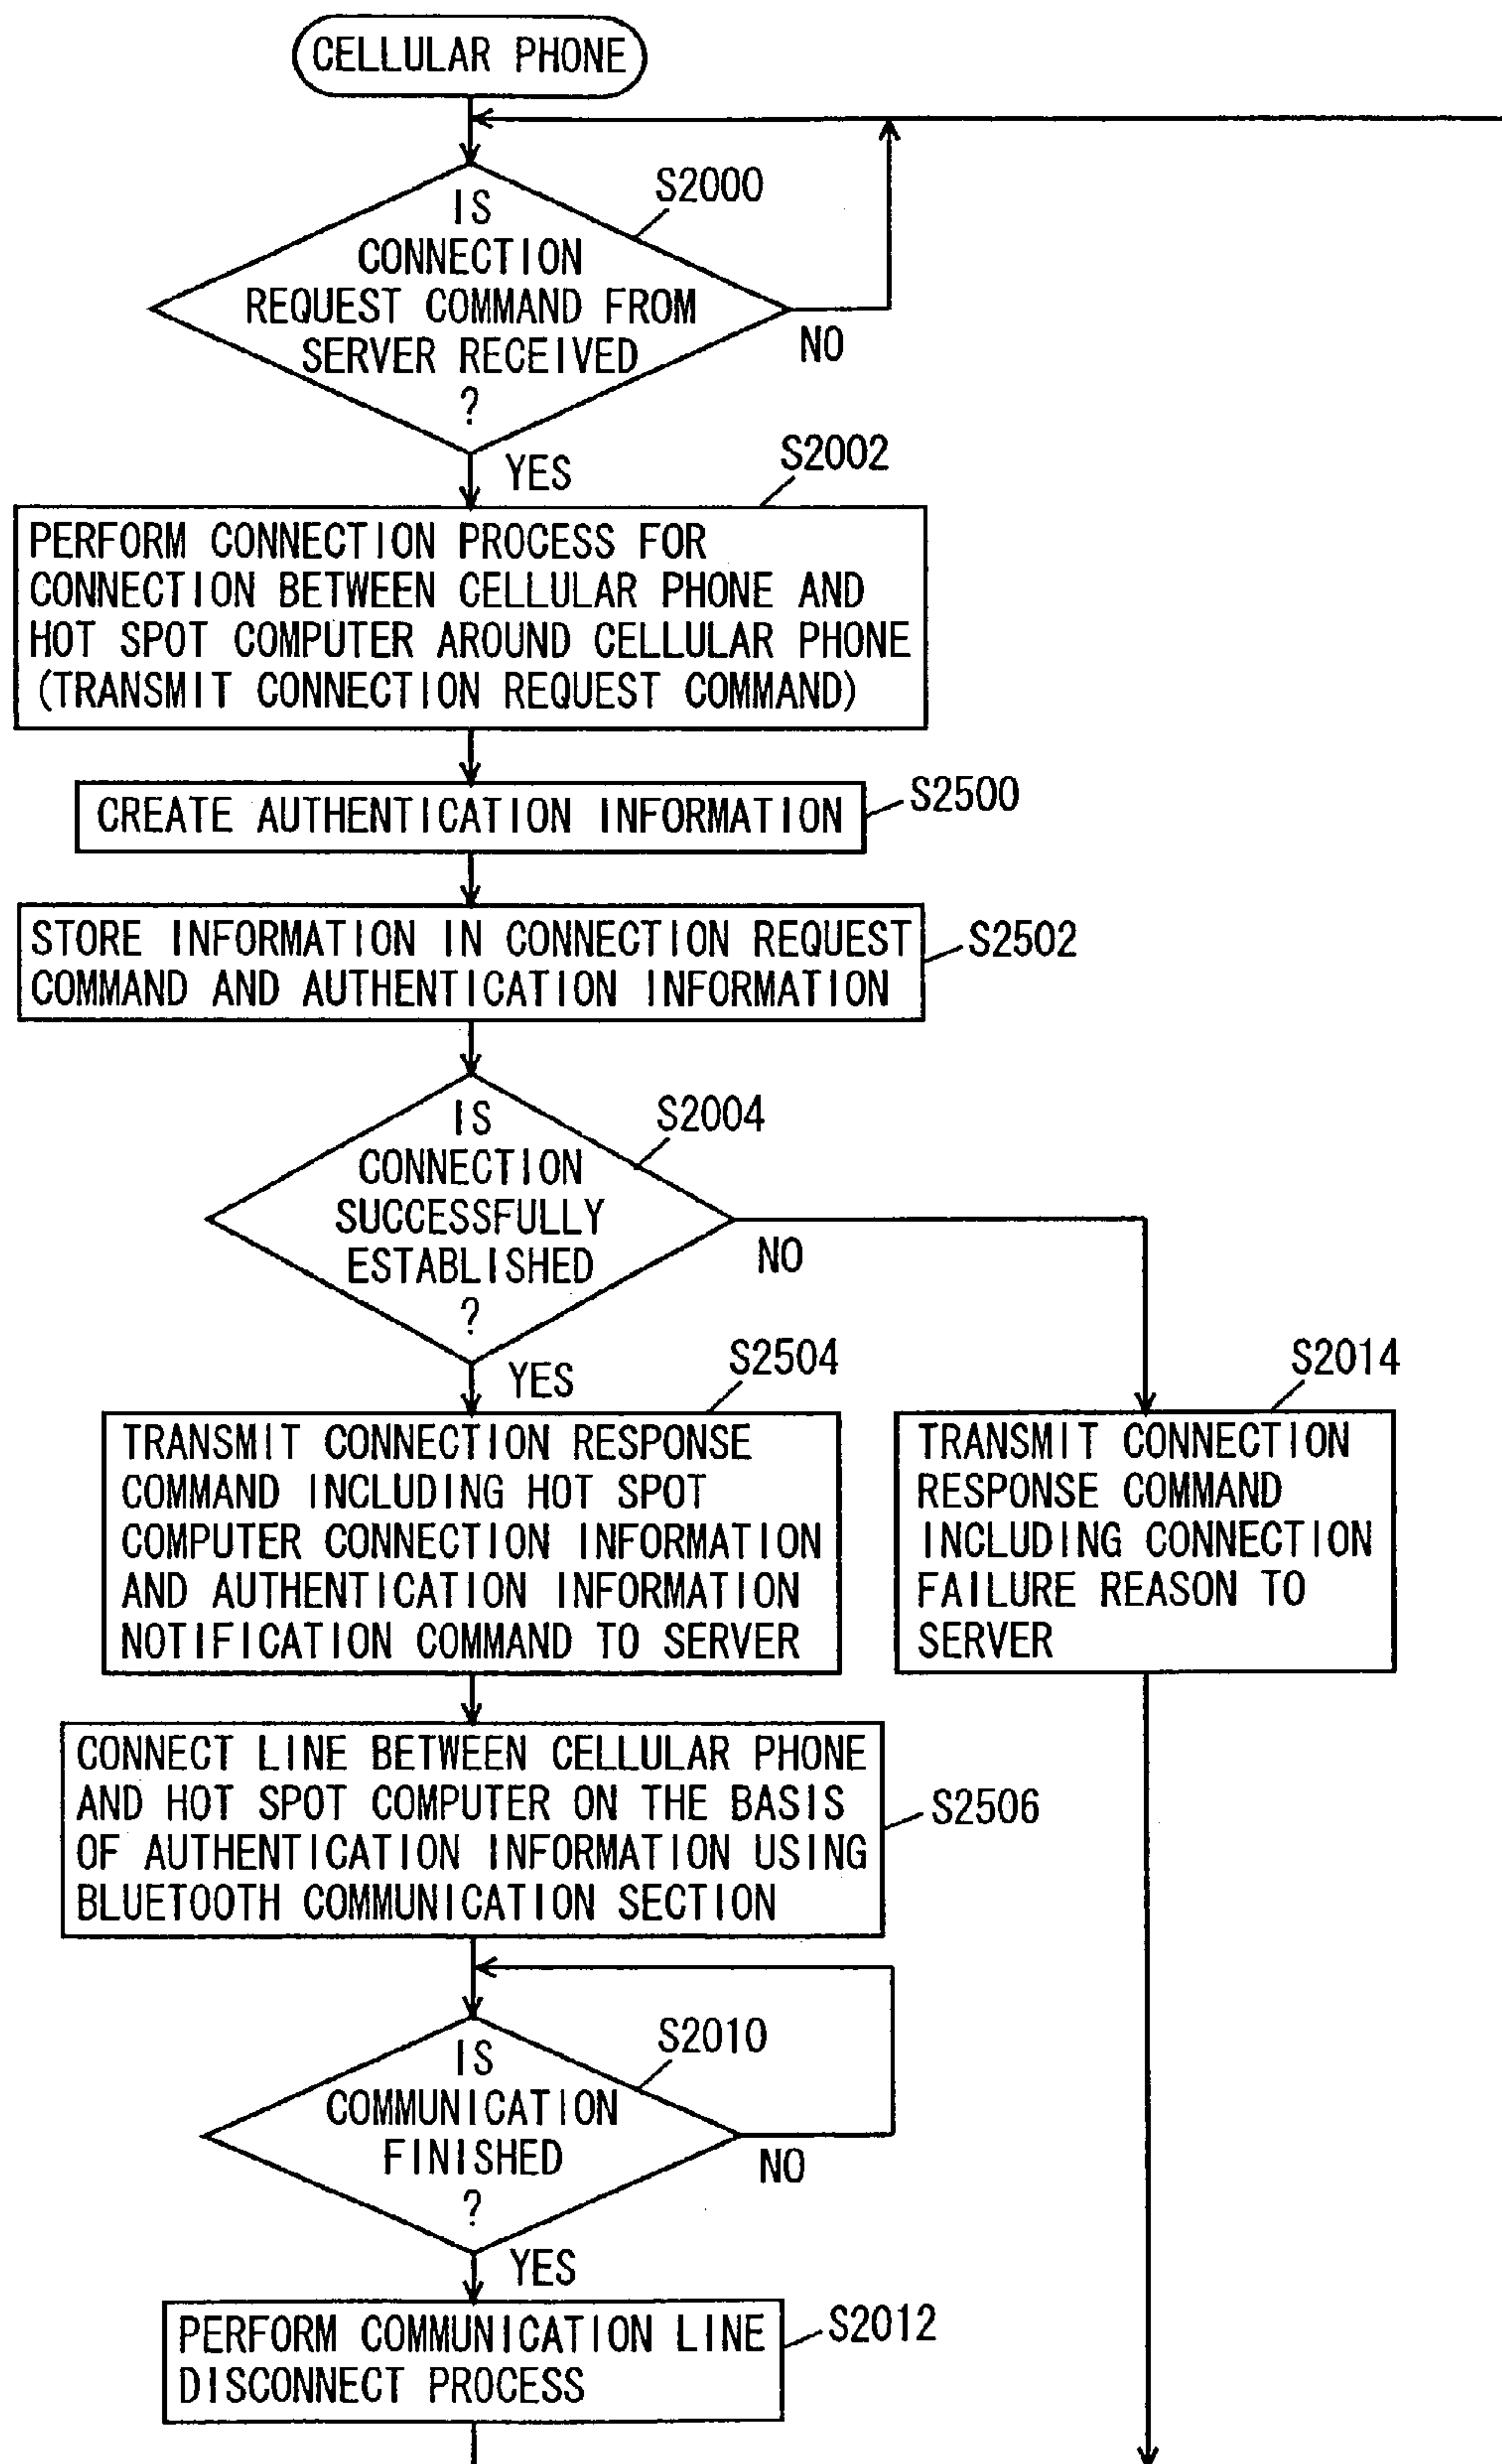 CELLULAR PHONE
S2000
IS
CONNECTION
REQUEST COMMAND FROM
SERVER RECEIVED
?
NO
YES
S2002
PERFORM CONNECTION PROCESS FOR
CONNECTION BETWEEN CELLULAR PHONE AND
HOT SPOT COMPUTER AROUND CELLULAR PHONE
(TRANSMIT CONNECTION REQUEST COMMAND)
CREATE AUTHENTICATION INFORMATION
S2500
STORE INFORMATION IN CONNECTION REQUEST
COMMAND AND AUTHENTICATION INFORMATION
S2502
S2004
IS
CONNECTION
SUCCESSFULLY
ESTABLISHED
?
NO
YES
S2504
TRANSMIT CONNECTION RESPONSE
COMMAND INCLUDING HOT SPOT
COMPUTER CONNECTION INFORMATION
AND AUTHENTICATION INFORMATION
NOTIFICATION COMMAND TO SERVER
S2014
TRANSMIT CONNECTION
RESPONSE COMMAND
INCLUDING CONNECTION
FAILURE REASON TO
SERVER
CONNECT LINE BETWEEN CELLULAR PHONE
AND HOT SPOT COMPUTER ON THE BASIS
OF AUTHENTICATION INFORMATION USING
BLUETOOTH COMMUNICATION SECTION
S2506
S2010
IS
COMMUNICATION
FINISHED
?
NO
YES
PERFORM COMMUNICATION LINE
DISCONNECT PROCESS
S2012